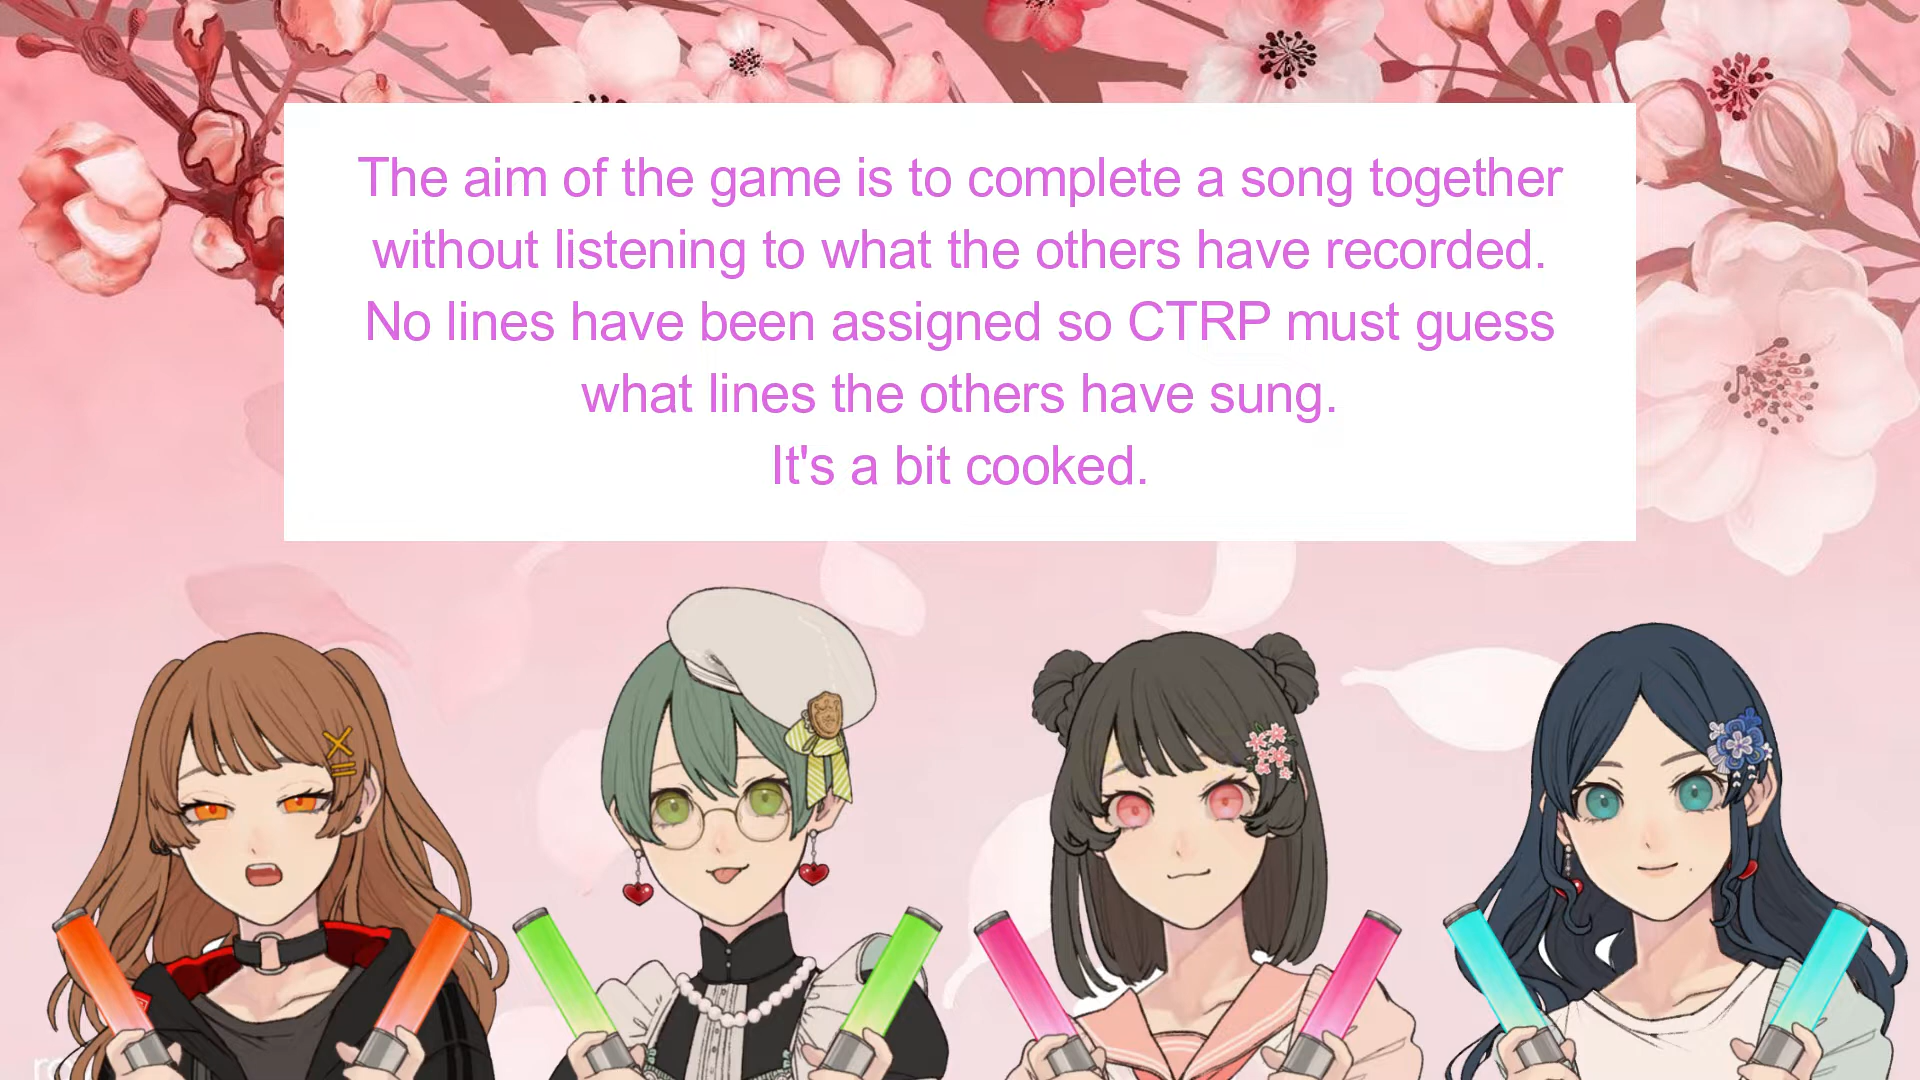 The aim of the game is to complete a song together
without listening to what the others have recorded.
No lines have been assigned so CTRP must guess
what lines the others have sung.
It's a bit cooked.